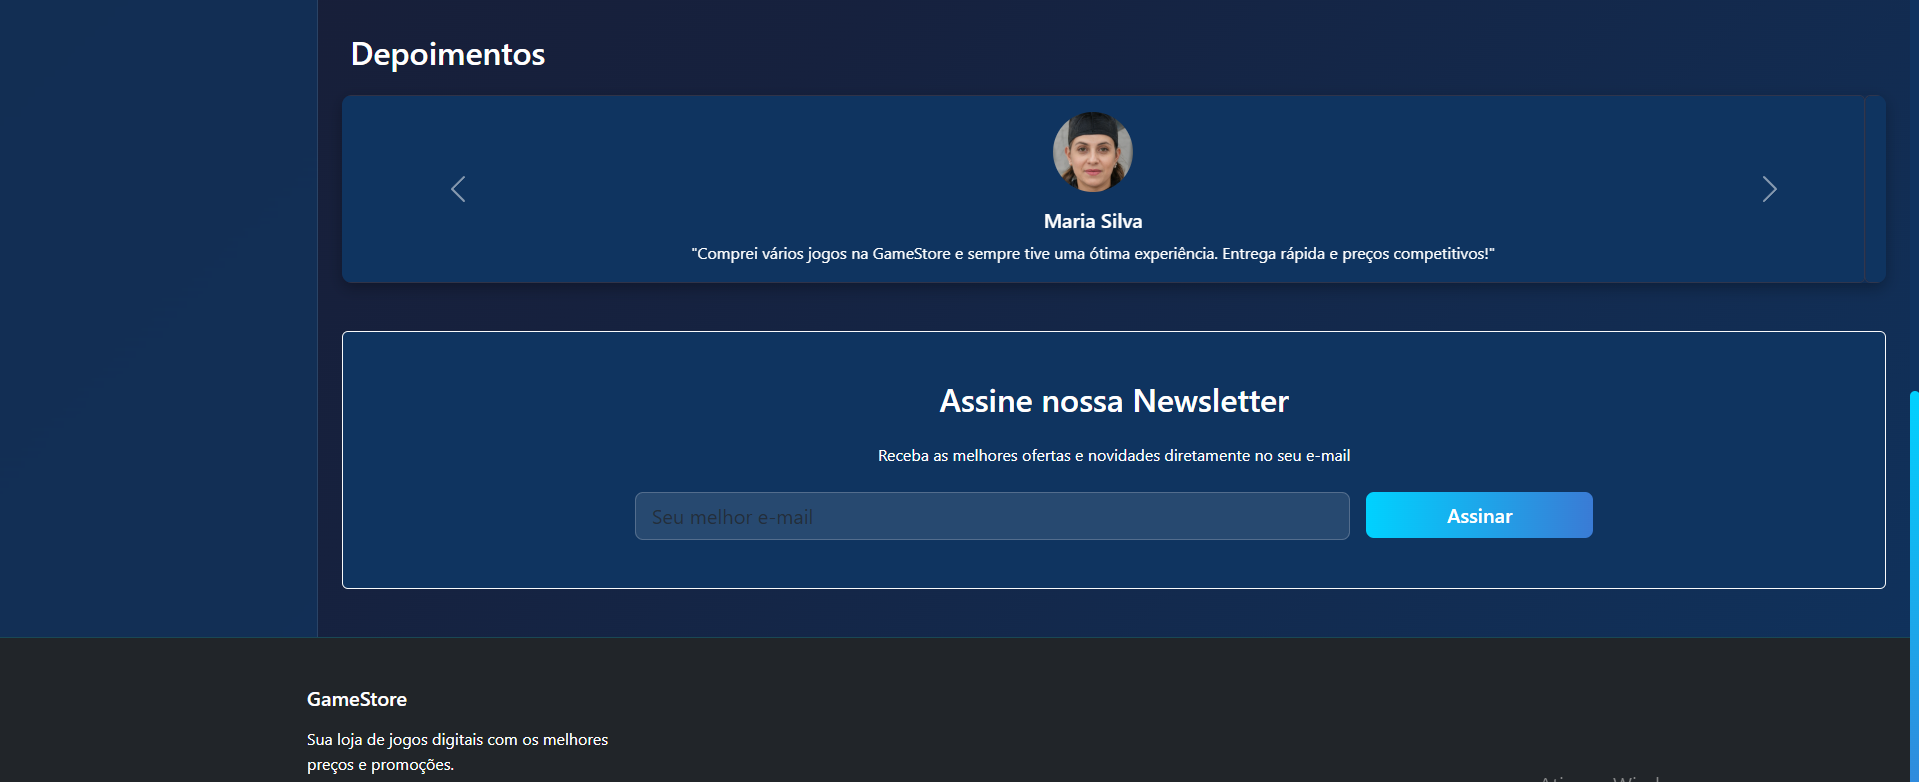 Depoimentos
Maria Silva
"Comprei vários jogos na GameStore e sempre tive uma ótima experiência. Entrega rápida e preços competitivos!"
Assine nossa Newsletter
Receba as melhores ofertas e novidades diretamente no seu e-mail
Seu melhor e-mail
Assinar
GameStore
Sua loja de jogos digitais com os melhores
preços e promoções.